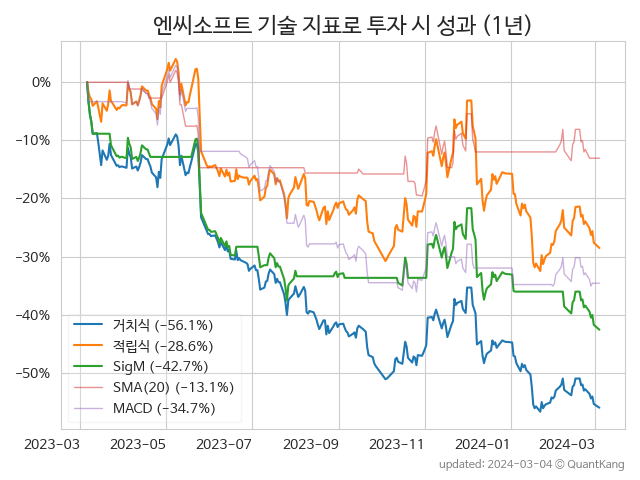 엔씨소프트 기술 지표로 투자 시 성과 (1년)
0%
−10%
−20%
−30%
−40%
−50%
거치식 (−56.1%)
적립식 (−28.6%)
SigM (−42.7%)
SMA(20) (−13.1%)
MACD (−34.7%)
2023-03 2023-05 2023-07 2023-09 2023-11 2024-01 2024-03
updated: 2024-03-04 © QuantKang